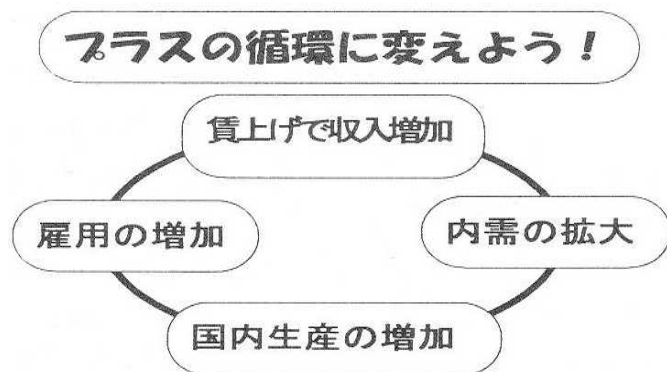 プラスの循環に変えよう！
賃上げで収入増加
雇用の増加
内需の拡大
国内生産の増加